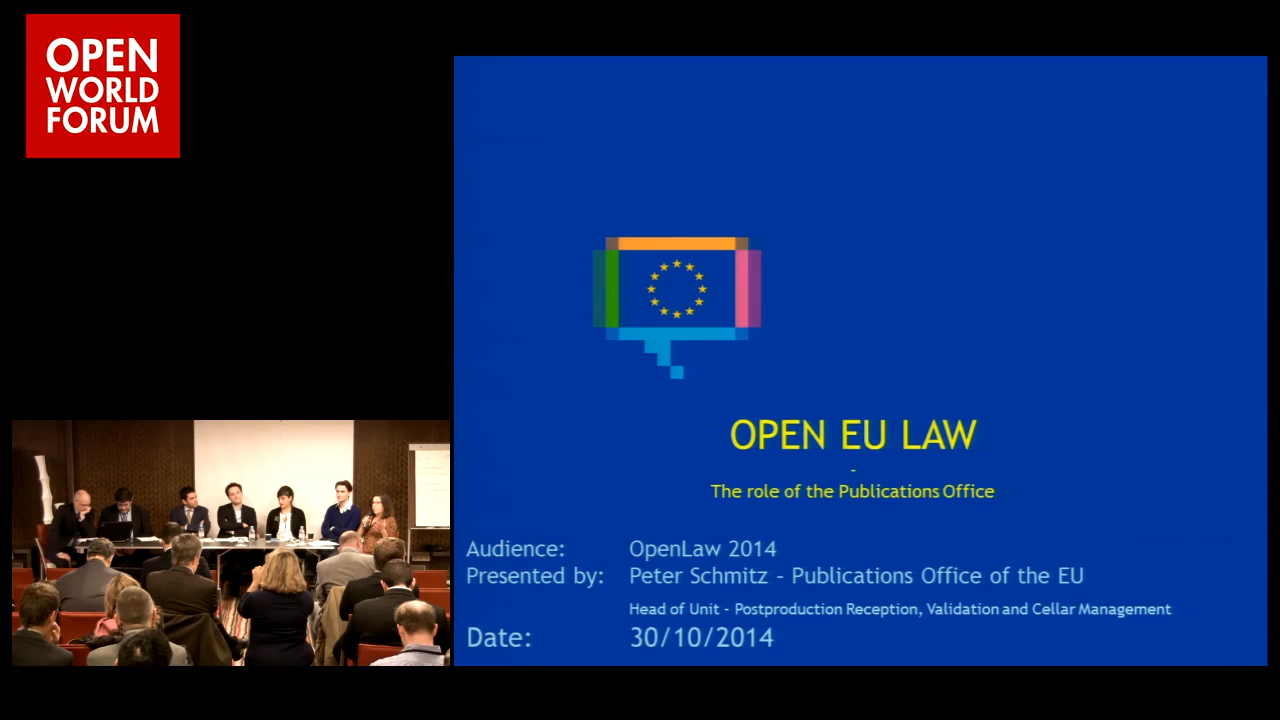 OPEN
WORLD
FORUM
OPEN EU LAW
-
The role of the Publications Office
Audience: OpenLaw 2014
Presented by: Peter Schmitz - Publications Office of the EU
Head of Unit - Postproduction Reception, Validation and Cellar Management
Date: 30/10/2014